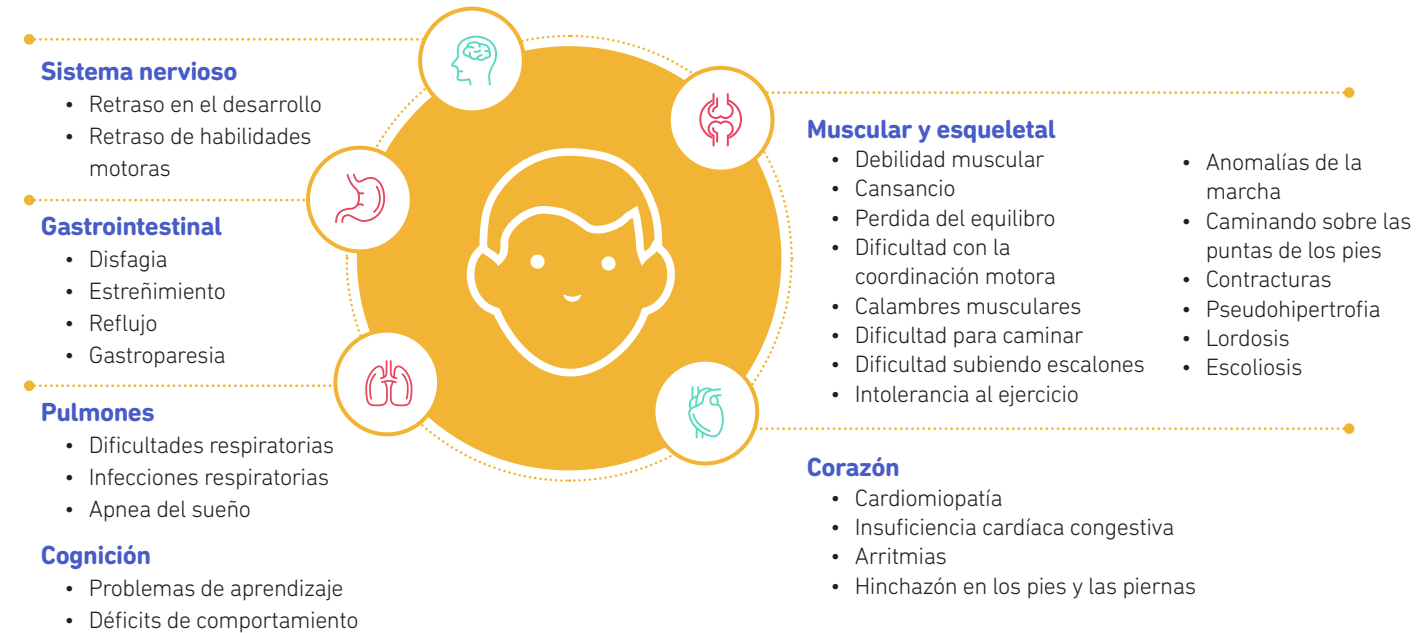 Sistema nervioso
• Retraso en el desarrollo
• Retraso de habilidades
motoras
Gastrointestinal
• Disfagia
• Estreñimiento
• Reflujo
• Gastroparesia
Pulmones
• Dificultades respiratorias
• Infecciones respiratorias
• Apnea del sueño
Cognición
• Problemas de aprendizaje
• Déficits de comportamiento
Muscular y esqueletal
• Debilidad muscular
• Cansancio
• Perdida del equilibro
• Dificultad con la
coordinación motora
• Calambres musculares
• Dificultad para caminar
• Dificultad subiendo escalones
• Intolerancia al ejercicio
• Anomalías de la
marcha
• Caminando sobre las
puntas de los pies
• Contracturas
• Pseudohipertrofia
• Lordosis
• Escoliosis
Corazón
• Cardiomiopatía
• Insuficiencia cardíaca congestiva
• Arritmias
• Hinchazón en los pies y las piernas